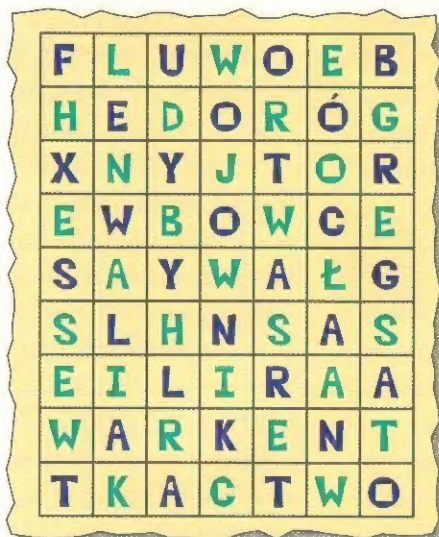 F L U W O E B
H E D O R Ó G
X N Y J T O R
E W B O W C E
S A Y W A Ł G
S L H N S A S
E I L I R A A
W A R K E N T
T K A C T W O